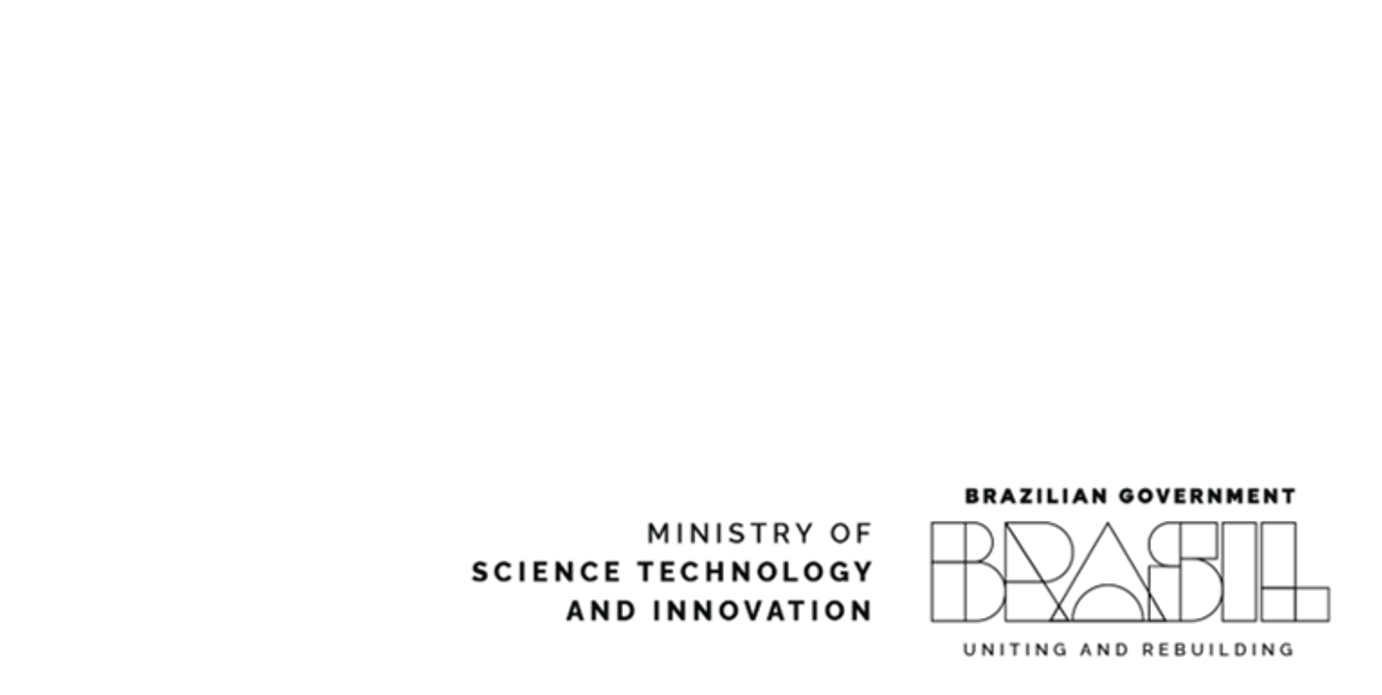 MINISTRY OF
SCIENCE TECHNOLOGY
AND INNOVATION
BRAZILIAN GOVERNMENT
BRASIL
UNITING AND REBUILDING